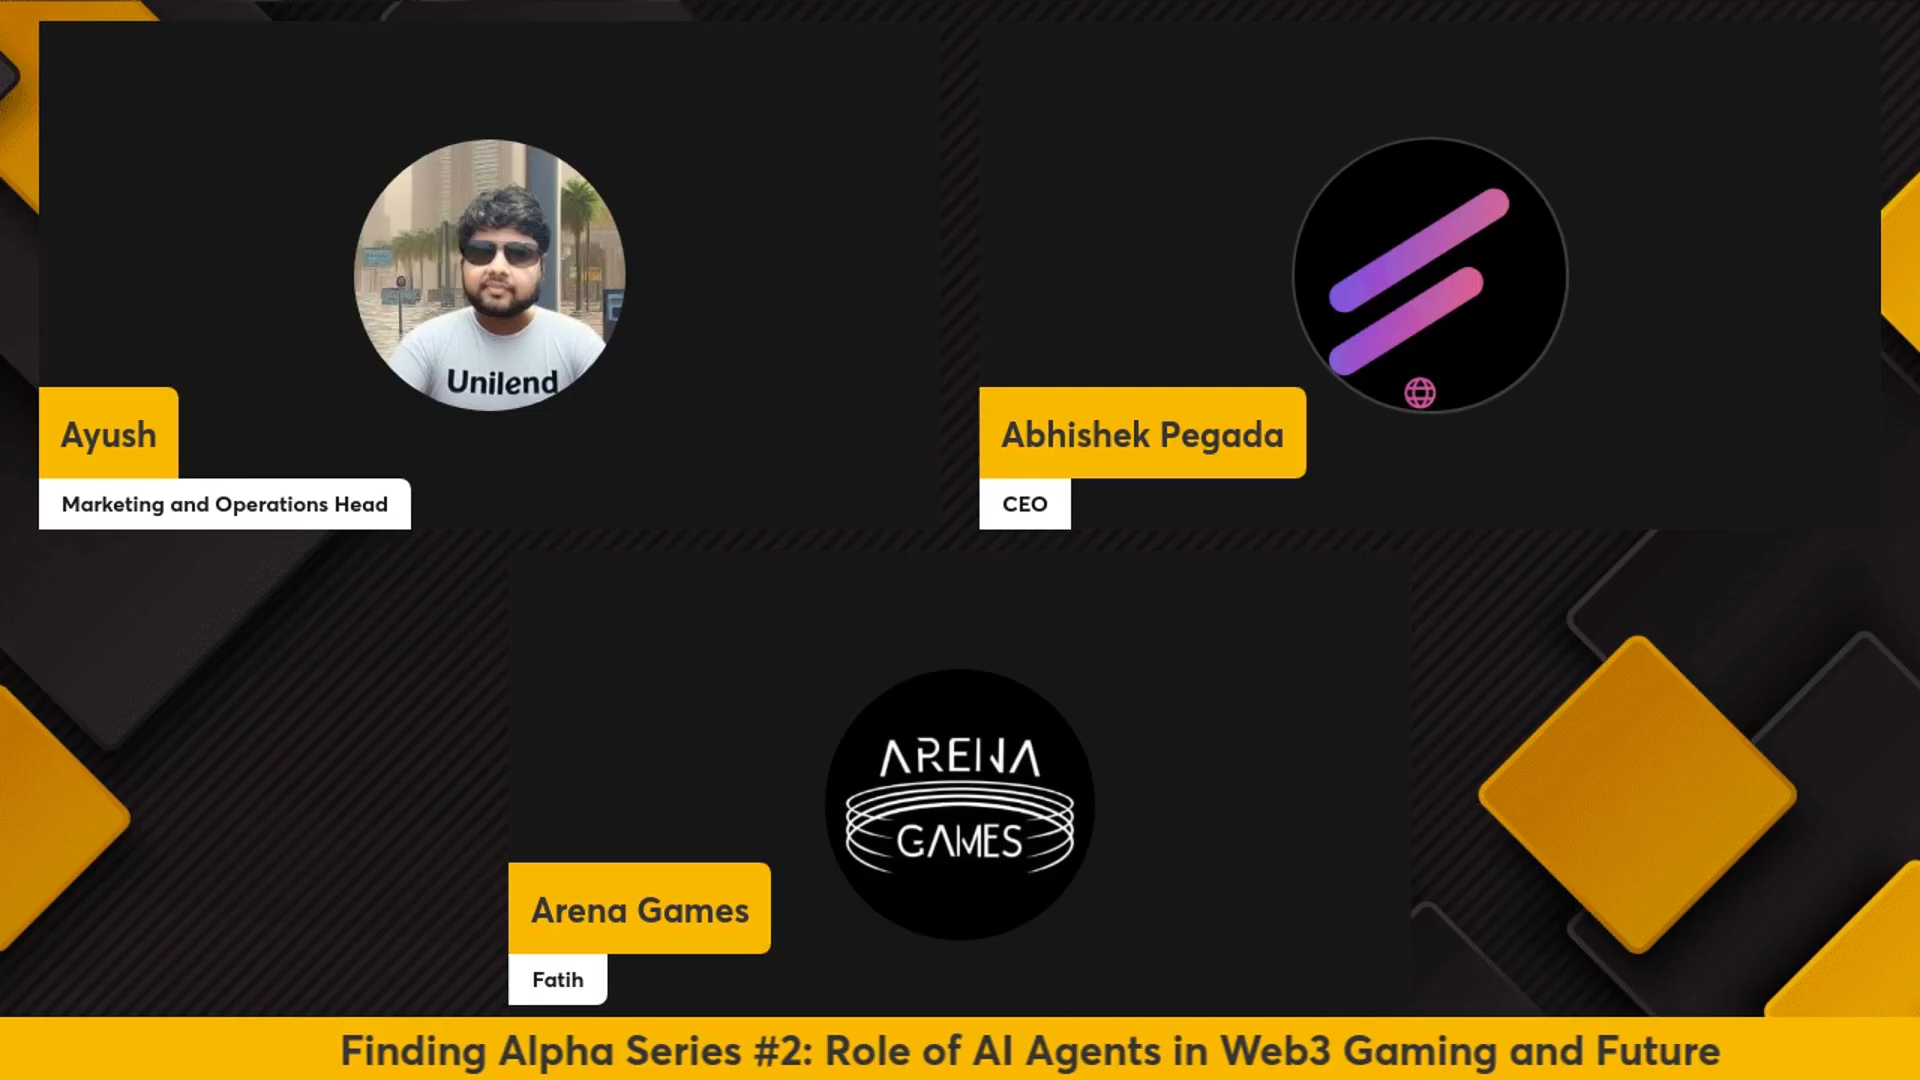 Unilend
Ayush
Marketing and Operations Head
Abhishek Pegada
CEO
ARENA
GAMES
Arena Games
Fatih
Finding Alpha Series #2: Role of AI Agents in Web3 Gaming and Future